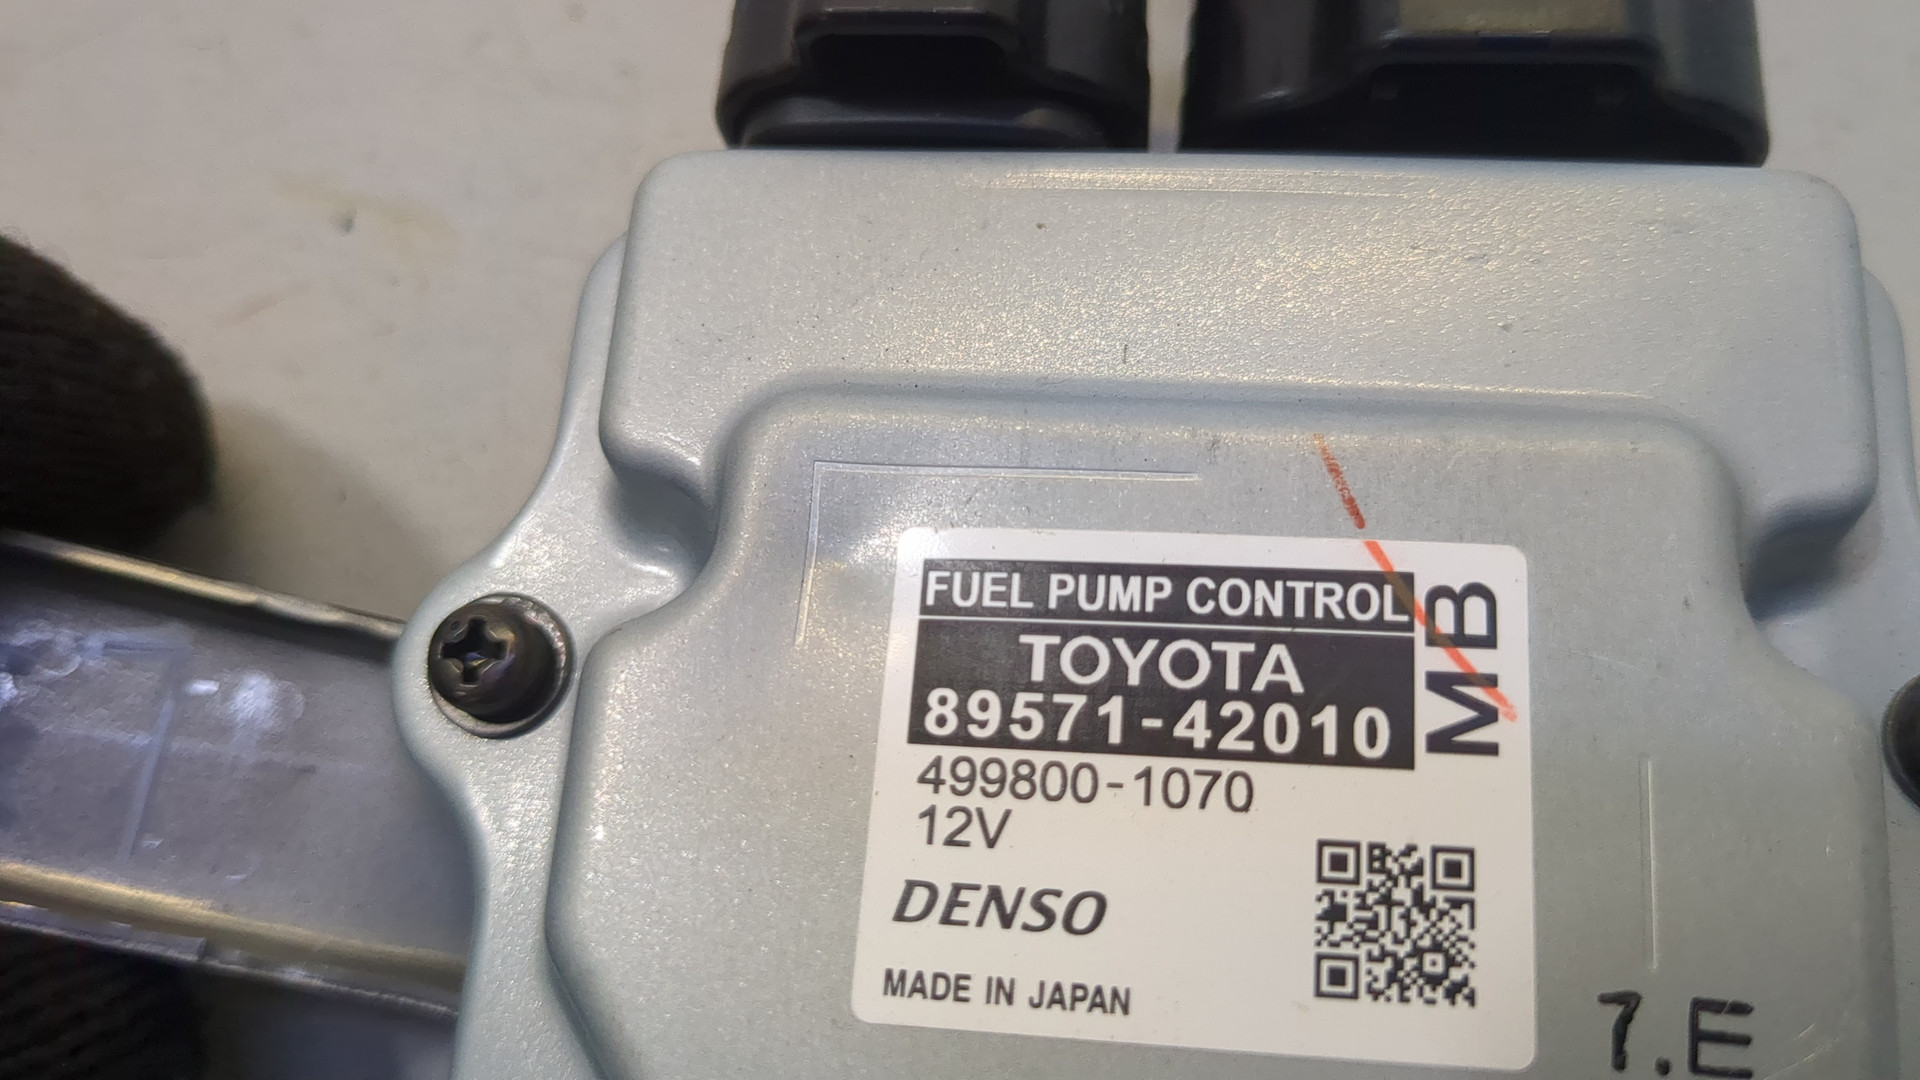 FUEL PUMP CONTROL
TOYOTA
89571-42010
MB
499800-1070
12V
DENSO
MADE IN JAPAN
7.E